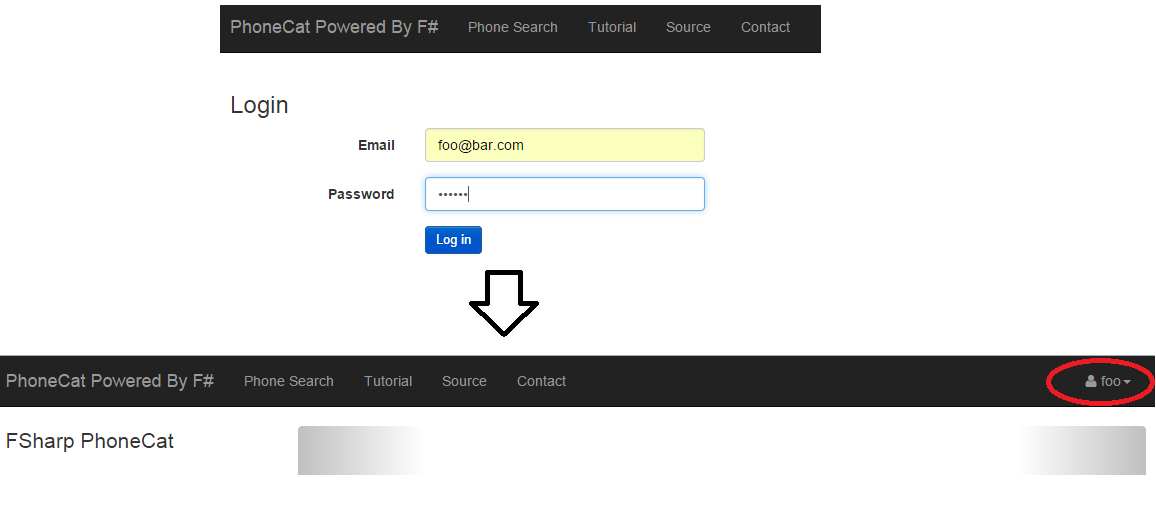 PhoneCat Powered By F# Phone Search Tutorial Source Contact
Login
Email foo@bar.com
Password ••••••
Log in
PhoneCat Powered By F# Phone Search Tutorial Source Contact foo
FSharp PhoneCat